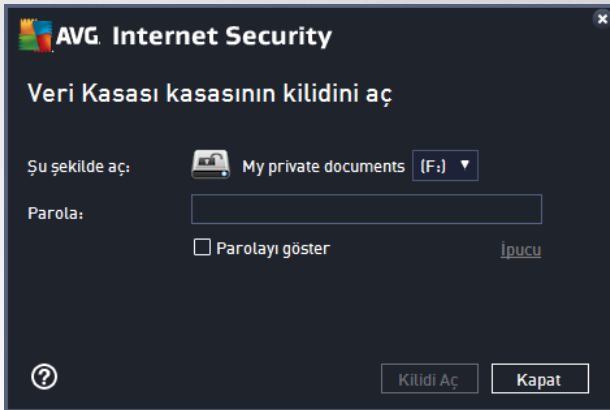 AVG. Internet Security
Veri Kasası kasasının kilidini aç
Şu şekilde aç: My private documents (F:)
Parola:
Parolayı göster İpucu
Kilidi Aç Kapat